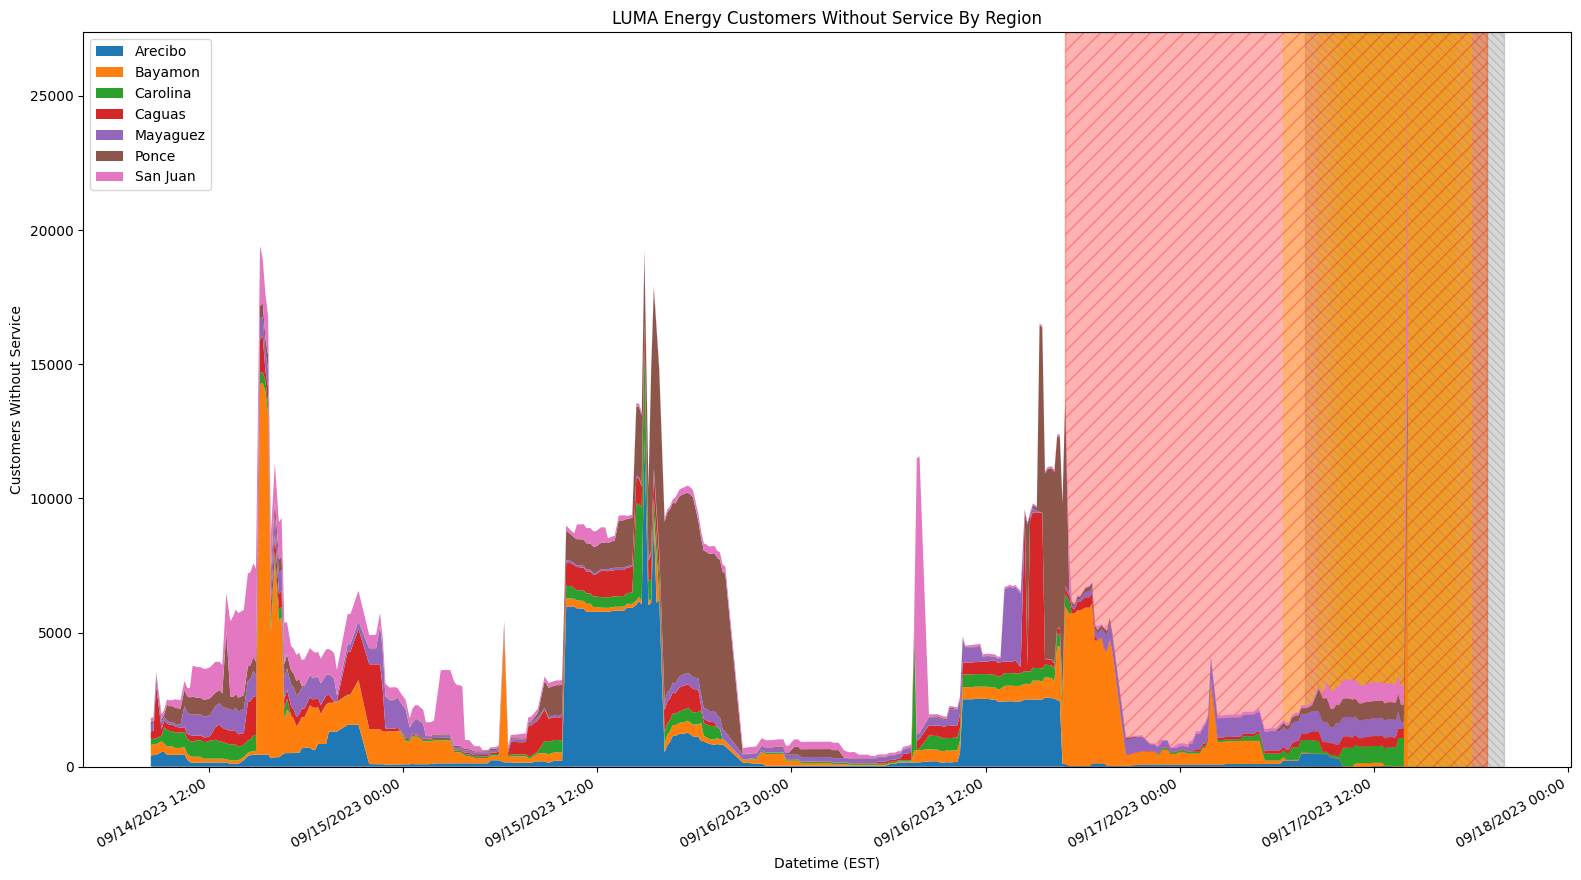 LUMA Energy Customers Without Service By Region
Arecibo
Bayamon
Carolina
Caguas
Mayaguez
Ponce
San Juan
25000
20000
15000
10000
5000
0
Customers Without Service
09/14/2023 12:00
09/15/2023 00:00
09/15/2023 12:00
09/16/2023 00:00
09/16/2023 12:00
09/17/2023 00:00
09/17/2023 12:00
09/18/2023 00:00
Datetime (EST)